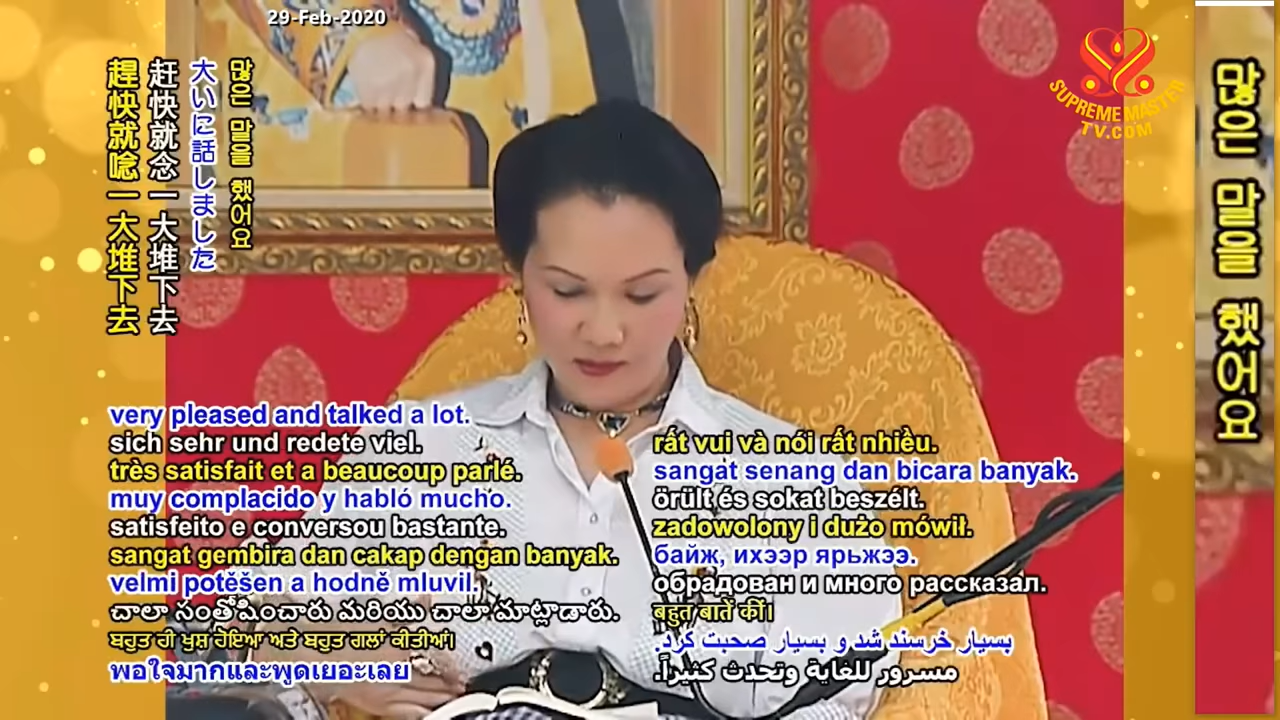 29-Feb-2020
SUPREME MASTER
TV.COM
많은 말을 했어요
大いに話しました
赶快就念一大堆下去
趕快就唸一大堆下去
very pleased and talked a lot.
sich sehr und redete viel.
très satisfait et a beaucoup parlé.
muy complacido y habló mucho.
satisfeito e conversou bastante.
sangat gembira dan cakap dengan banyak.
velmi potěšen a hodně mluvil.
చాలా సంతోషించారు మరియు చాలా మాట్లాడారు.
ਬਹੁਤ ਹੀ ਖੁਸ਼ ਹੋਇਆ ਅਤੇ ਬਹੁਤ ਗਲਾਂ ਕੀਤੀਆਂ।
พอใจมากและพูดเยอะเลย
rất vui và nói rất nhiều.
sangat senang dan bicara banyak.
örült és sokat beszélt.
zadowolony i dużo mówił.
байж, ихээр ярьжээ.
обрадован и много рассказал.
बहुत बातें कीं।
بسیار خرسند شد و بسیار صحبت کرد.
مسرور للغاية وتحدث كثيراً.
많은 말을 했어요